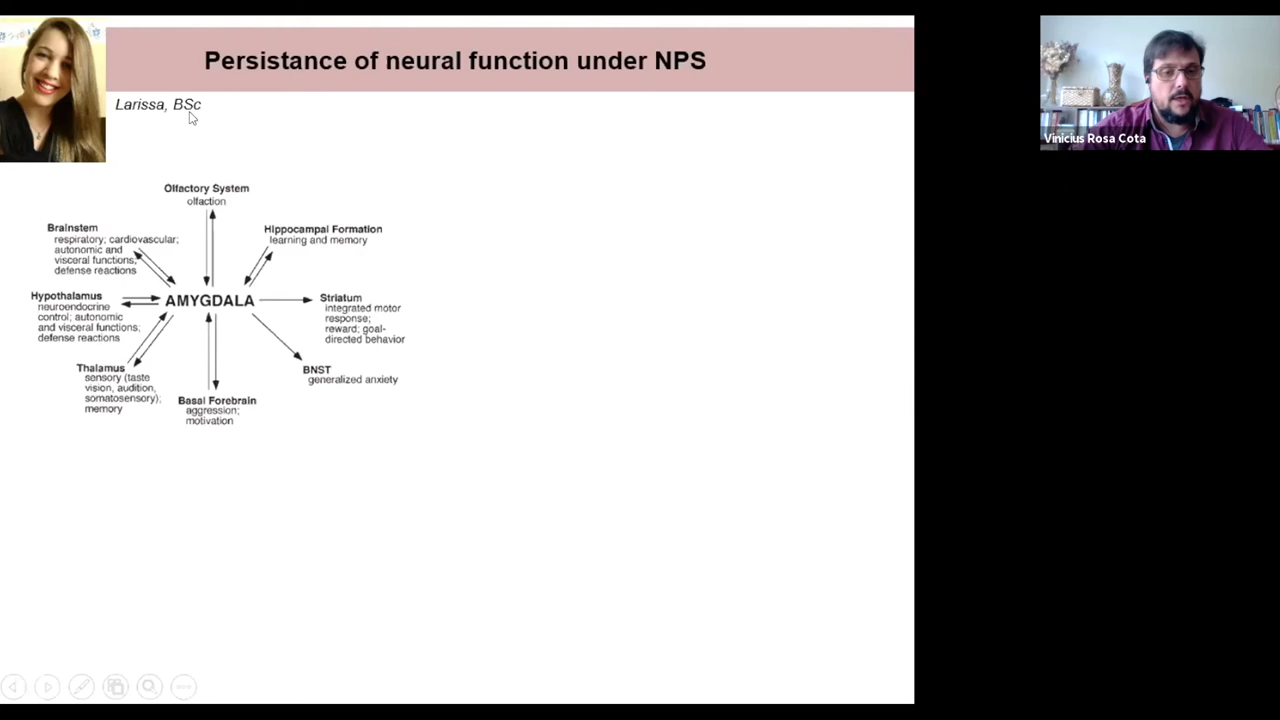 Persistance of neural function under NPS
Larissa, BSc
Vinicius Rosa Cota
Olfactory System
olfaction
Brainstem
respiratory; cardiovascular;
autonomic and
visceral functions;
defense reactions
Hippocampal Formation
learning and memory
Hypothalamus
neuroendocrine
control; autonomic
and visceral functions;
defense reactions
AMYGDALA
Striatum
integrated motor
response;
reward; goal-
directed behavior
Thalamus
sensory (taste
vision, audition,
somatosensory);
memory
Basal Forebrain
aggression;
motivation
BNST
generalized anxiety